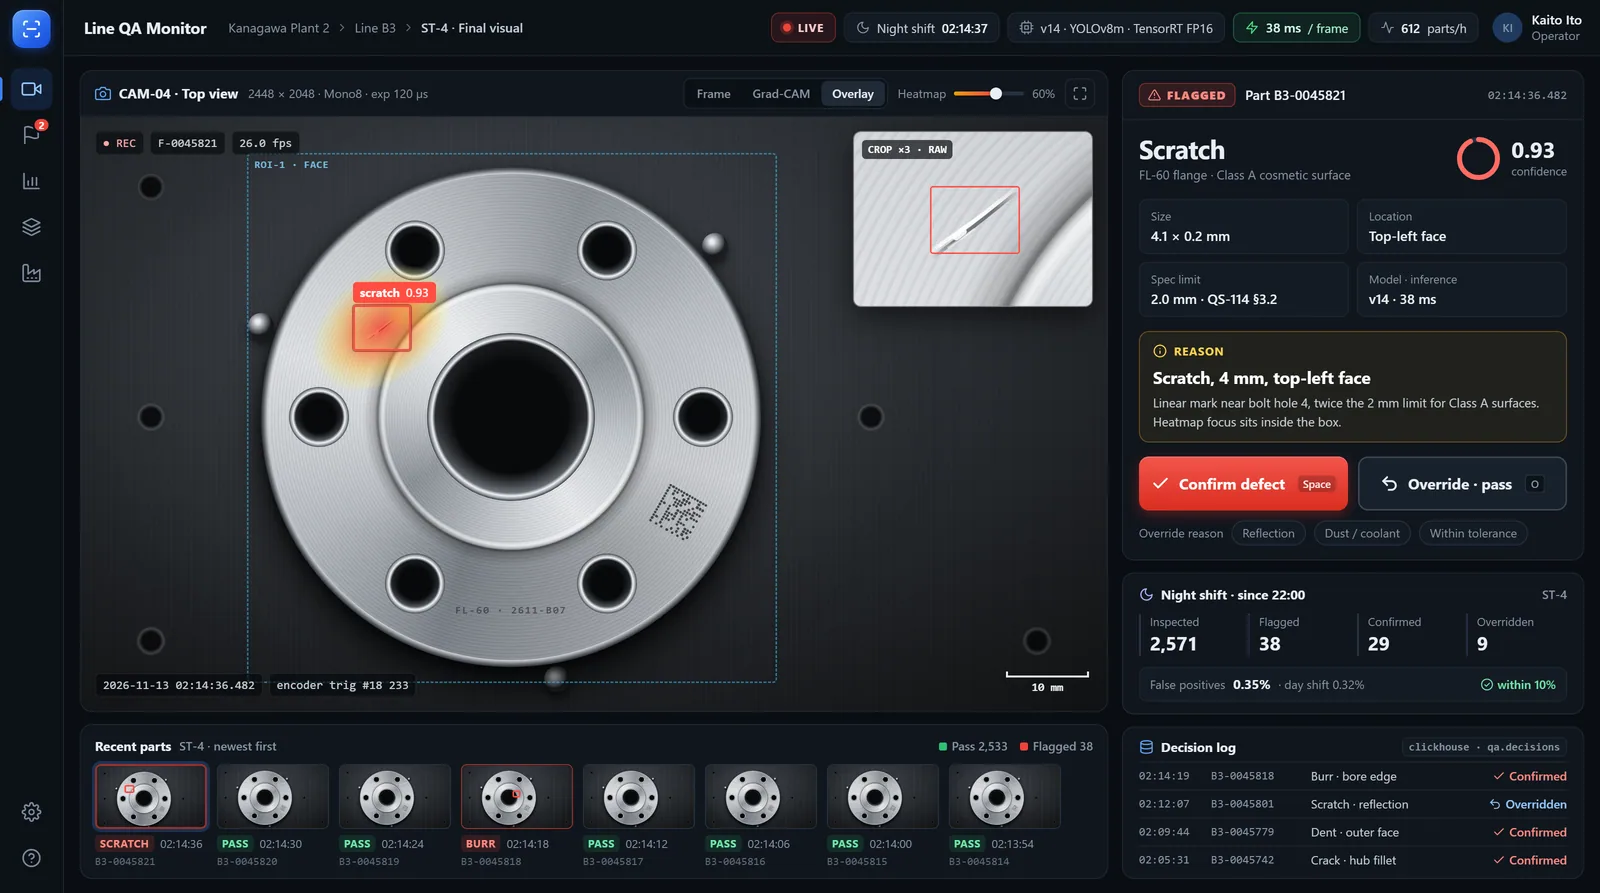 Line QA Monitor
Kanagawa Plant 2 > Line B3 > ST-4 · Final visual
LIVE
Night shift 02:14:37
v14 · YOLOv8m · TensorRT FP16
38 ms / frame
612 parts/h
KI
Kaito Ito
Operator
2
CAM-04 · Top view 2448 × 2048 · Mono8 · exp 120 µs
Frame Grad-CAM Overlay
Heatmap 60%
REC F-0045821 26.0 fps
ROI-1 · FACE
CROP ×3 · RAW
scratch 0.93
FL-60 · 2611-B07
2026-11-13 02:14:36.482 encoder trig #18 233
10 mm
FLAGGED Part B3-0045821 02:14:36.482
Scratch
FL-60 flange · Class A cosmetic surface
0.93
confidence
Size
4.1 × 0.2 mm
Location
Top-left face
Spec limit
2.0 mm · QS-114 §3.2
Model · inference
v14 · 38 ms
REASON
Scratch, 4 mm, top-left face
Linear mark near bolt hole 4, twice the 2 mm limit for Class A surfaces.
Heatmap focus sits inside the box.
Confirm defect Space
Override · pass O
Override reason Reflection Dust / coolant Within tolerance
Night shift · since 22:00 ST-4
Inspected
2,571
Flagged
38
Confirmed
29
Overridden
9
False positives 0.35% · day shift 0.32% within 10%
Recent parts ST-4 · newest first
Pass 2,533 Flagged 38
SCRATCH 02:14:36
B3-0045821
PASS 02:14:30
B3-0045820
PASS 02:14:24
B3-0045819
BURR 02:14:18
B3-0045818
PASS 02:14:12
B3-0045817
PASS 02:14:06
B3-0045816
PASS 02:14:00
B3-0045815
PASS 02:13:54
B3-0045814
Decision log clickhouse · qa.decisions
02:14:19 B3-0045818 Burr · bore edge Confirmed
02:12:07 B3-0045801 Scratch · reflection Overridden
02:09:44 B3-0045779 Dent · outer face Confirmed
02:05:31 B3-0045742 Crack · hub fillet Confirmed